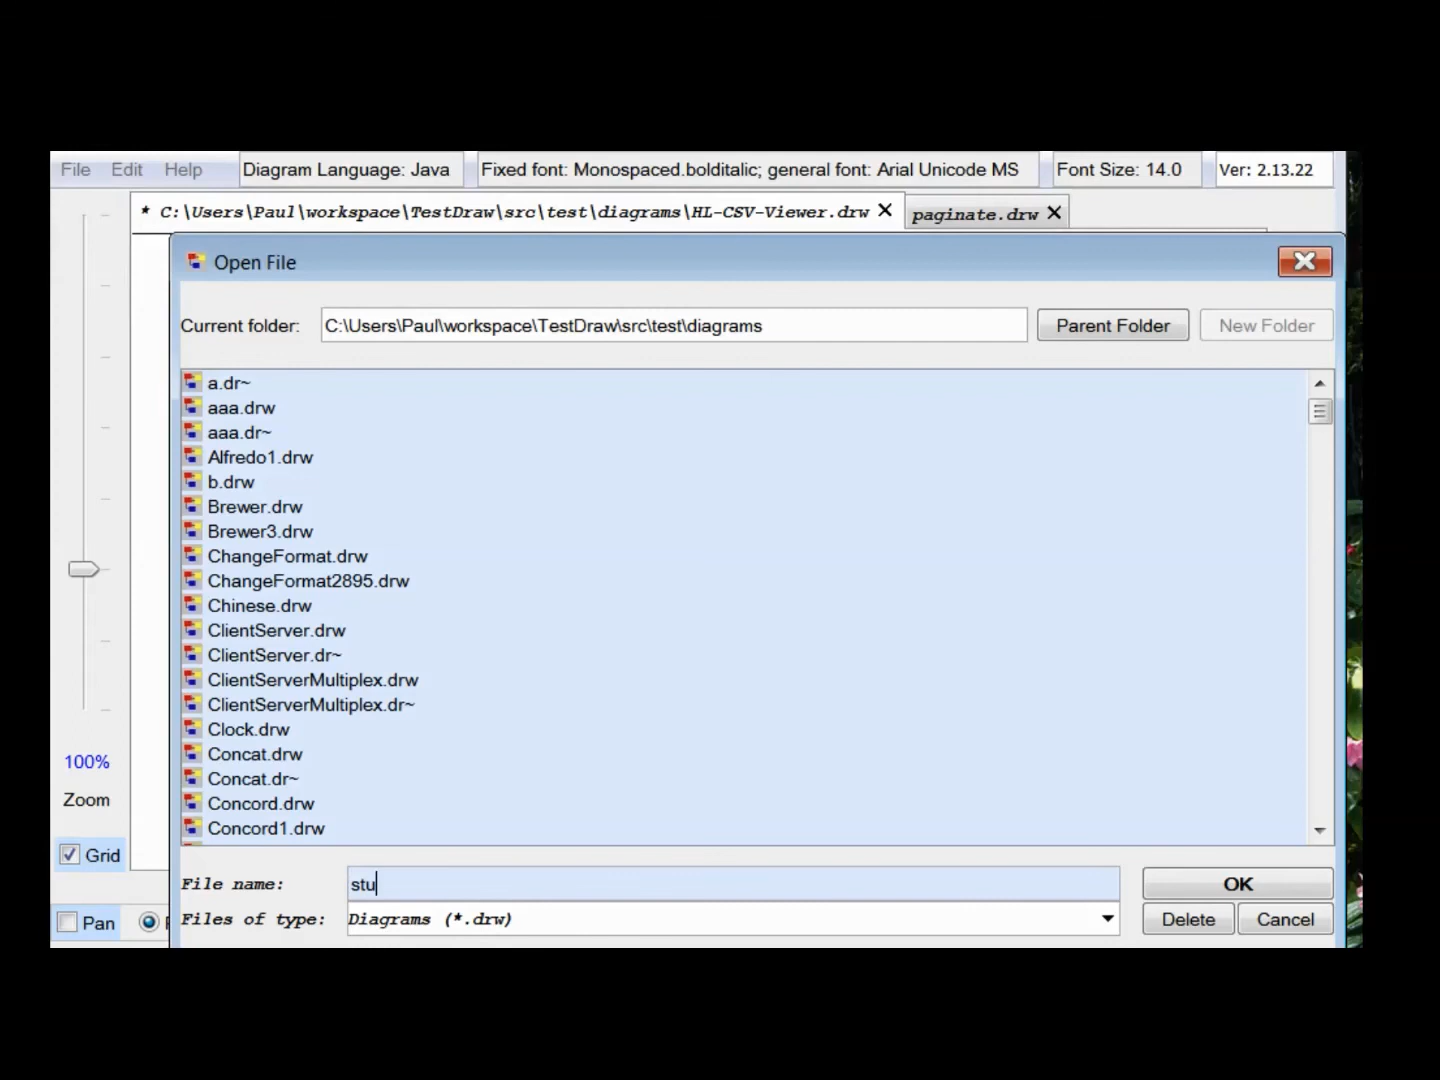 File Edit Help Diagram Language: Java Fixed font: Monospaced.bolditalic; general font: Arial Unicode MS Font Size: 14.0 Ver: 2.13.22
* C:\Users\Paul\workspace\TestDraw\src\test\diagrams\HL-CSV-Viewer.drw paginate.drw
Open File
Current folder: C:\Users\Paul\workspace\TestDraw\src\test\diagrams Parent Folder New Folder
a.dr~
aaa.drw
aaa.dr~
Alfredo1.drw
b.drw
Brewer.drw
Brewer3.drw
ChangeFormat.drw
ChangeFormat2895.drw
Chinese.drw
ClientServer.drw
ClientServer.dr~
ClientServerMultiplex.drw
ClientServerMultiplex.dr~
Clock.drw
Concat.drw
Concat.dr~
Concord.drw
Concord1.drw
100%
Zoom
Grid
File name: stu OK
Pan Files of type: Diagrams (*.drw) Delete Cancel